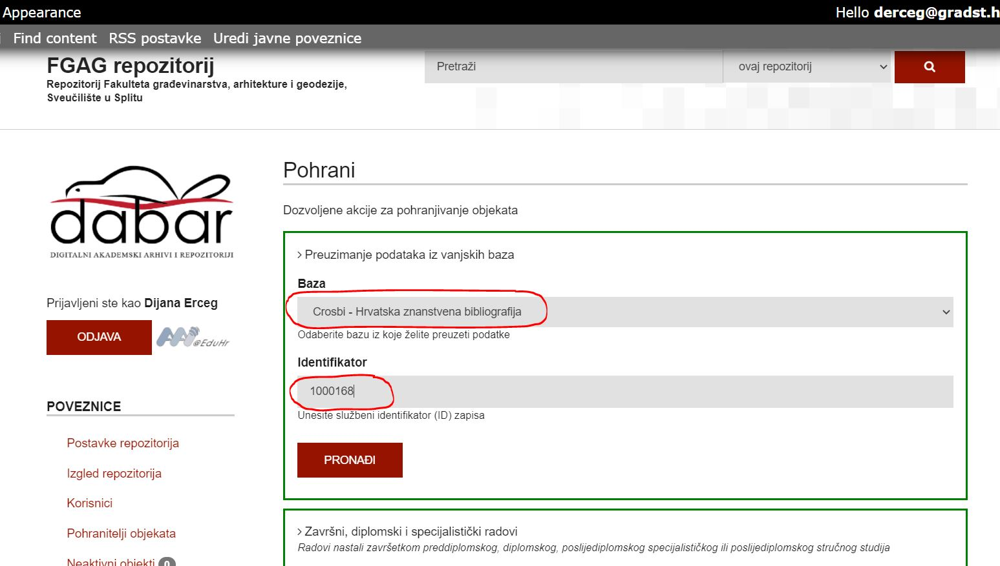 Appearance
Hello derceg@gradst.h
Find content RSS postavke Uredi javne poveznice
FGAG repozitorij
Repozitorij Fakulteta građevinarstva, arhitekture i geodezije,
Sveučilište u Splitu
Pretraži
ovaj repozitorij
dabar
DIGITALNI AKADEMSKI ARHIVI I REPOZITORIJI
Prijavljeni ste kao Dijana Erceg
ODJAVA
AAI@EduHr
POVEZNICE
Postavke repozitorija
Izgled repozitorija
Korisnici
Pohranitelji objekata
Neaktivni objekti 0
Pohrani
Dozvoljene akcije za pohranjivanje objekata
> Preuzimanje podataka iz vanjskih baza
Baza
Crosbi - Hrvatska znanstvena bibliografija
Odaberite bazu iz koje želite preuzeti podatke
Identifikator
1000168
Unesite službeni identifikator (ID) zapisa
PRONAĐI
> Završni, diplomski i specijalistički radovi
Radovi nastali završetkom preddiplomskog, diplomskog, poslijediplomskog specijalističkog ili poslijediplomskog stručnog studija